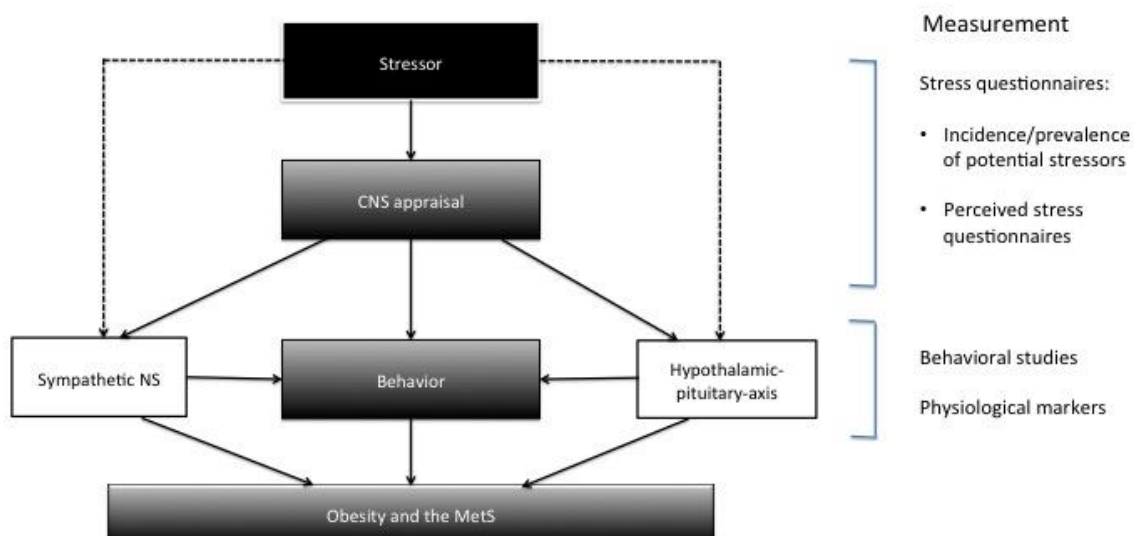 Measurement
Stressor
Stress questionnaires:
• Incidence/prevalence
of potential stressors
• Perceived stress
questionnaires
CNS appraisal
Sympathetic NS
Behavior
Hypothalamic-
pituitary-axis
Behavioral studies
Physiological markers
Obesity and the MetS